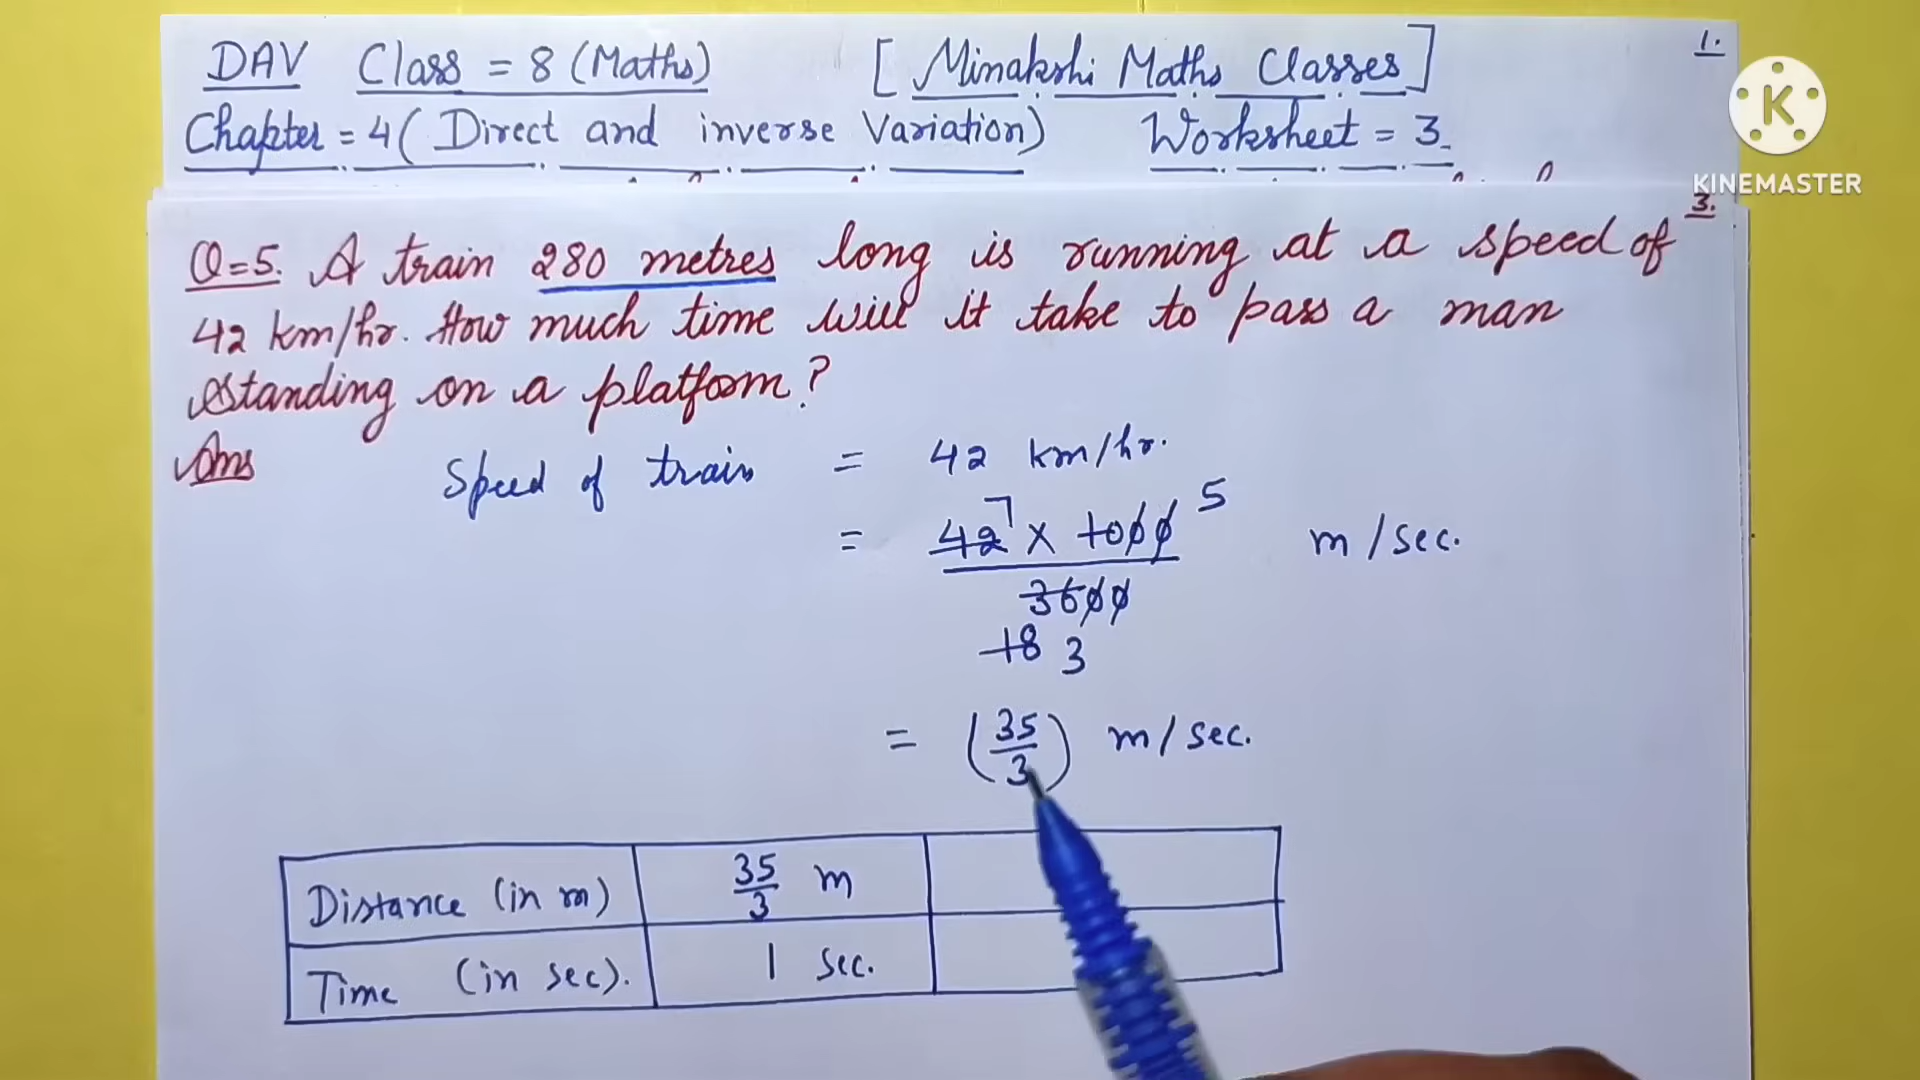 DAV Class = 8 (Maths) [Minakshi Maths Classes] 1.
Chapter = 4 (Direct and inverse Variation) Worksheet = 3
K
KINEMASTER
3.
Q=5. A train 280 metres long is running at a speed of
42 km/hr. How much time will it take to pass a man
standing on a platform?
Ans Speed of train = 42 km/hr.
7 5
= 42 x 1000 m/sec.
3600
18 3
= (35/3) m/sec.
Distance (in m) 35/3 m
Time (in sec). 1 sec.